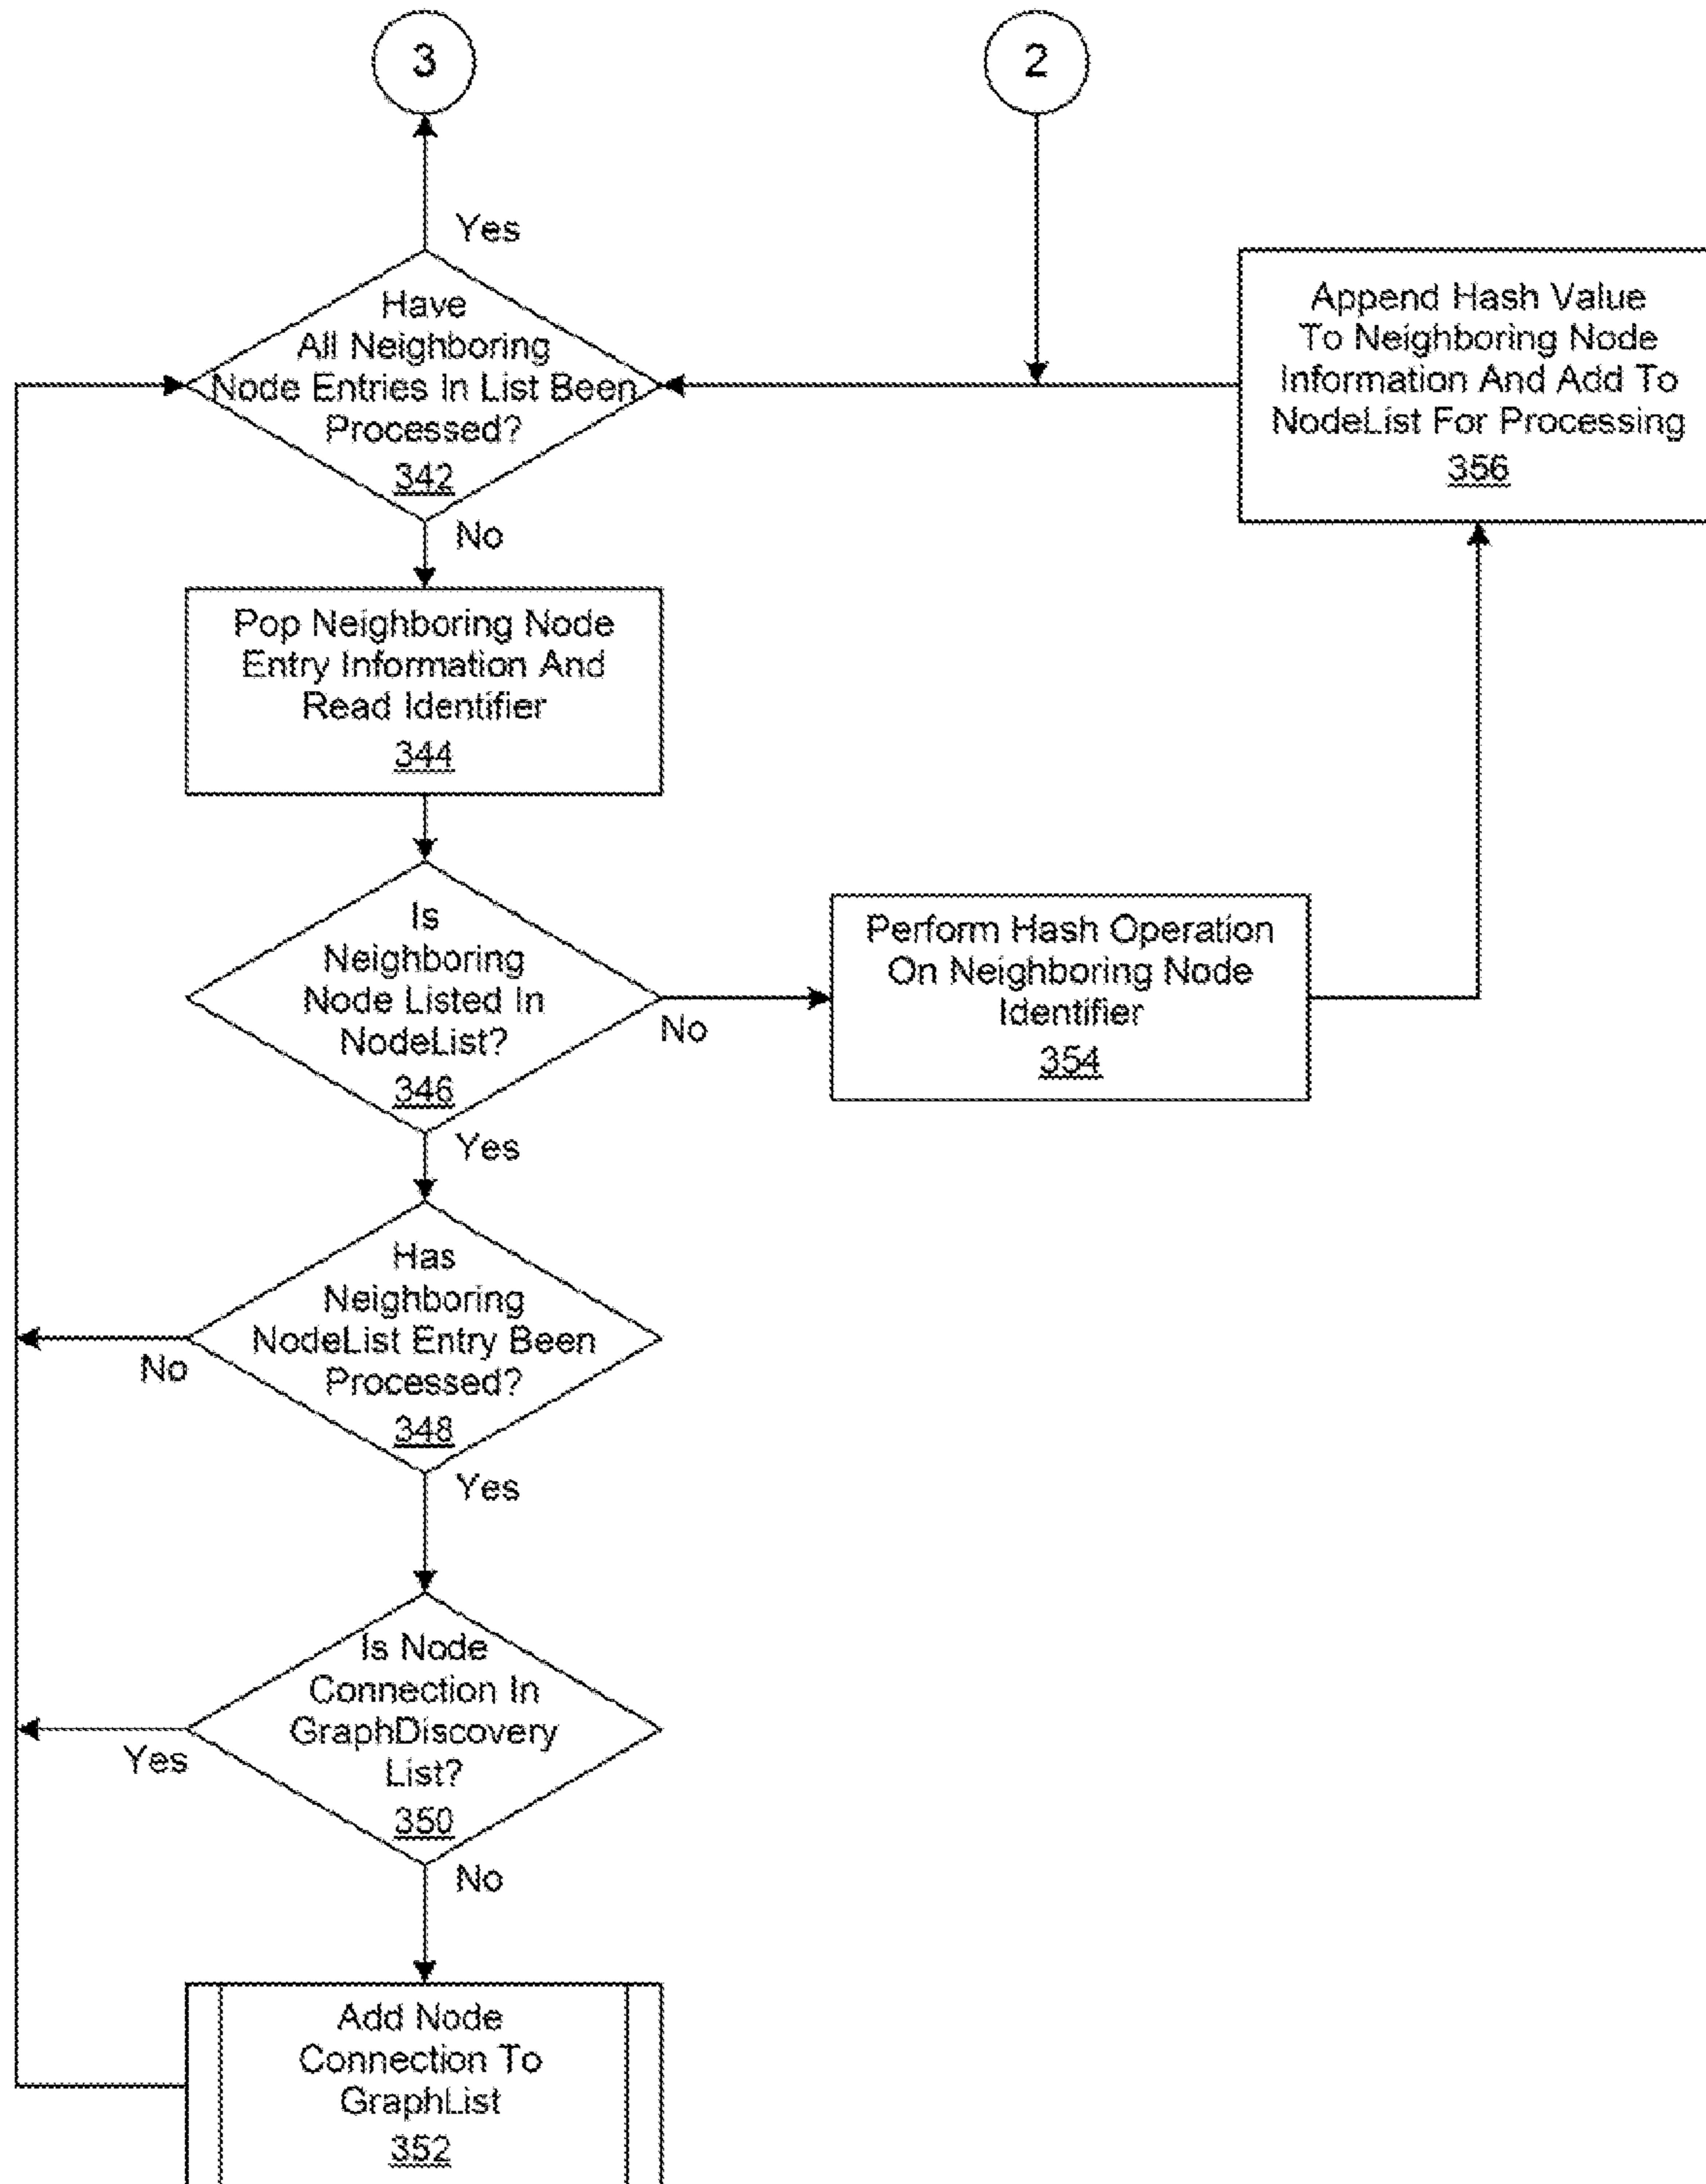 3
2
Yes
Have
All Neighboring
Node Entries In List Been
Processed?
342
Append Hash Value
To Neighboring Node
Information And Add To
NodeList For Processing
356
No
Pop Neighboring Node
Entry Information And
Read Identifier
344
Is
Neighboring
Node Listed In
NodeList?
346
No
Perform Hash Operation
On Neighboring Node
Identifier
354
Yes
Has
Neighboring
NodeList Entry Been
Processed?
348
No
Yes
Is Node
Connection In
GraphDiscovery
List?
350
Yes
No
Add Node
Connection To
GraphList
352